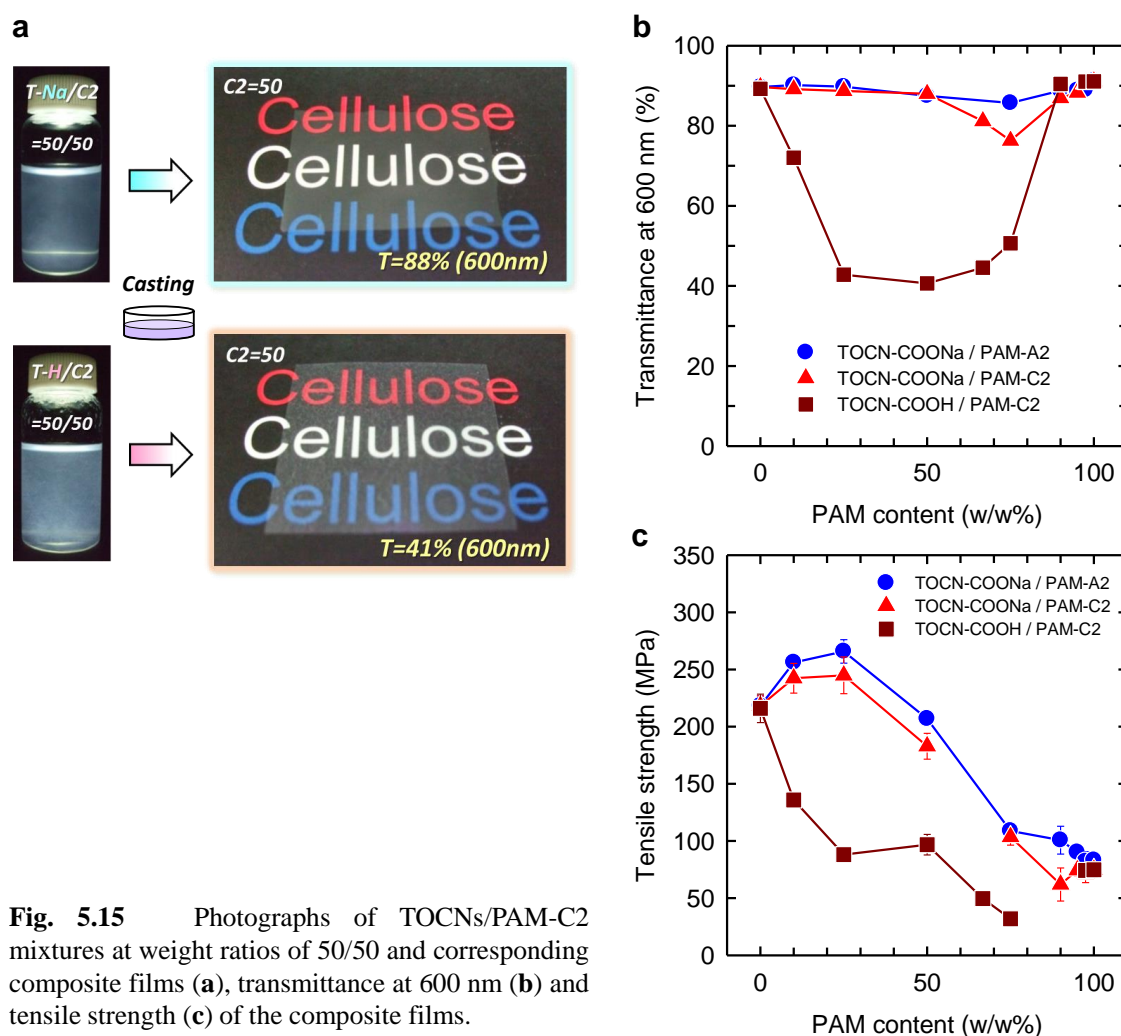 a
T-Na/C2
=50/50
C2=50
Cellulose
Cellulose
Cellulose
T=88% (600nm)
Casting
T-H/C2
=50/50
C2=50
Cellulose
Cellulose
Cellulose
T=41% (600nm)
b
100
80
60
40
20
0
Transmittance at 600 nm (%)
TOCN-COONa / PAM-A2
TOCN-COONa / PAM-C2
TOCN-COOH / PAM-C2
0 50 100
PAM content (w/w%)
c
350
300
250
200
150
100
50
0
Tensile strength (MPa)
TOCN-COONa / PAM-A2
TOCN-COONa / PAM-C2
TOCN-COOH / PAM-C2
0 50 100
PAM content (w/w%)
Fig. 5.15 Photographs of TOCNs/PAM-C2
mixtures at weight ratios of 50/50 and corresponding
composite films (a), transmittance at 600 nm (b) and
tensile strength (c) of the composite films.